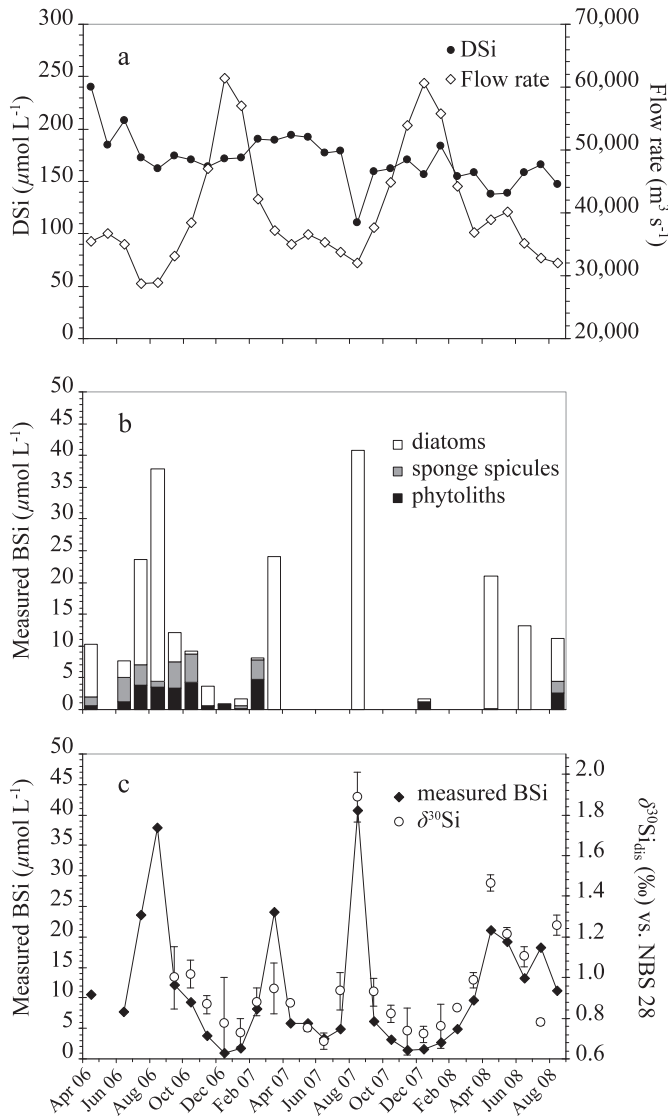 300
250
200
150
100
50
0
DSi (µmol L-1)
a
DSi
Flow rate
70,000
60,000
50,000
40,000
30,000
20,000
Flow rate (m3 s-1)
50
45
40
35
30
25
20
15
10
5
0
Measured BSi (µmol L-1)
b
diatoms
sponge spicules
phytoliths
50
45
40
35
30
25
20
15
10
5
0
Measured BSi (µmol L-1)
c
measured BSi
δ30Si
2.0
1.8
1.6
1.4
1.2
1.0
0.8
0.6
δ30Sidis (‰) vs. NBS 28
Apr 06
Jun 06
Aug 06
Oct 06
Dec 06
Feb 07
Apr 07
Jun 07
Aug 07
Oct 07
Dec 07
Feb 08
Apr 08
Jun 08
Aug 08